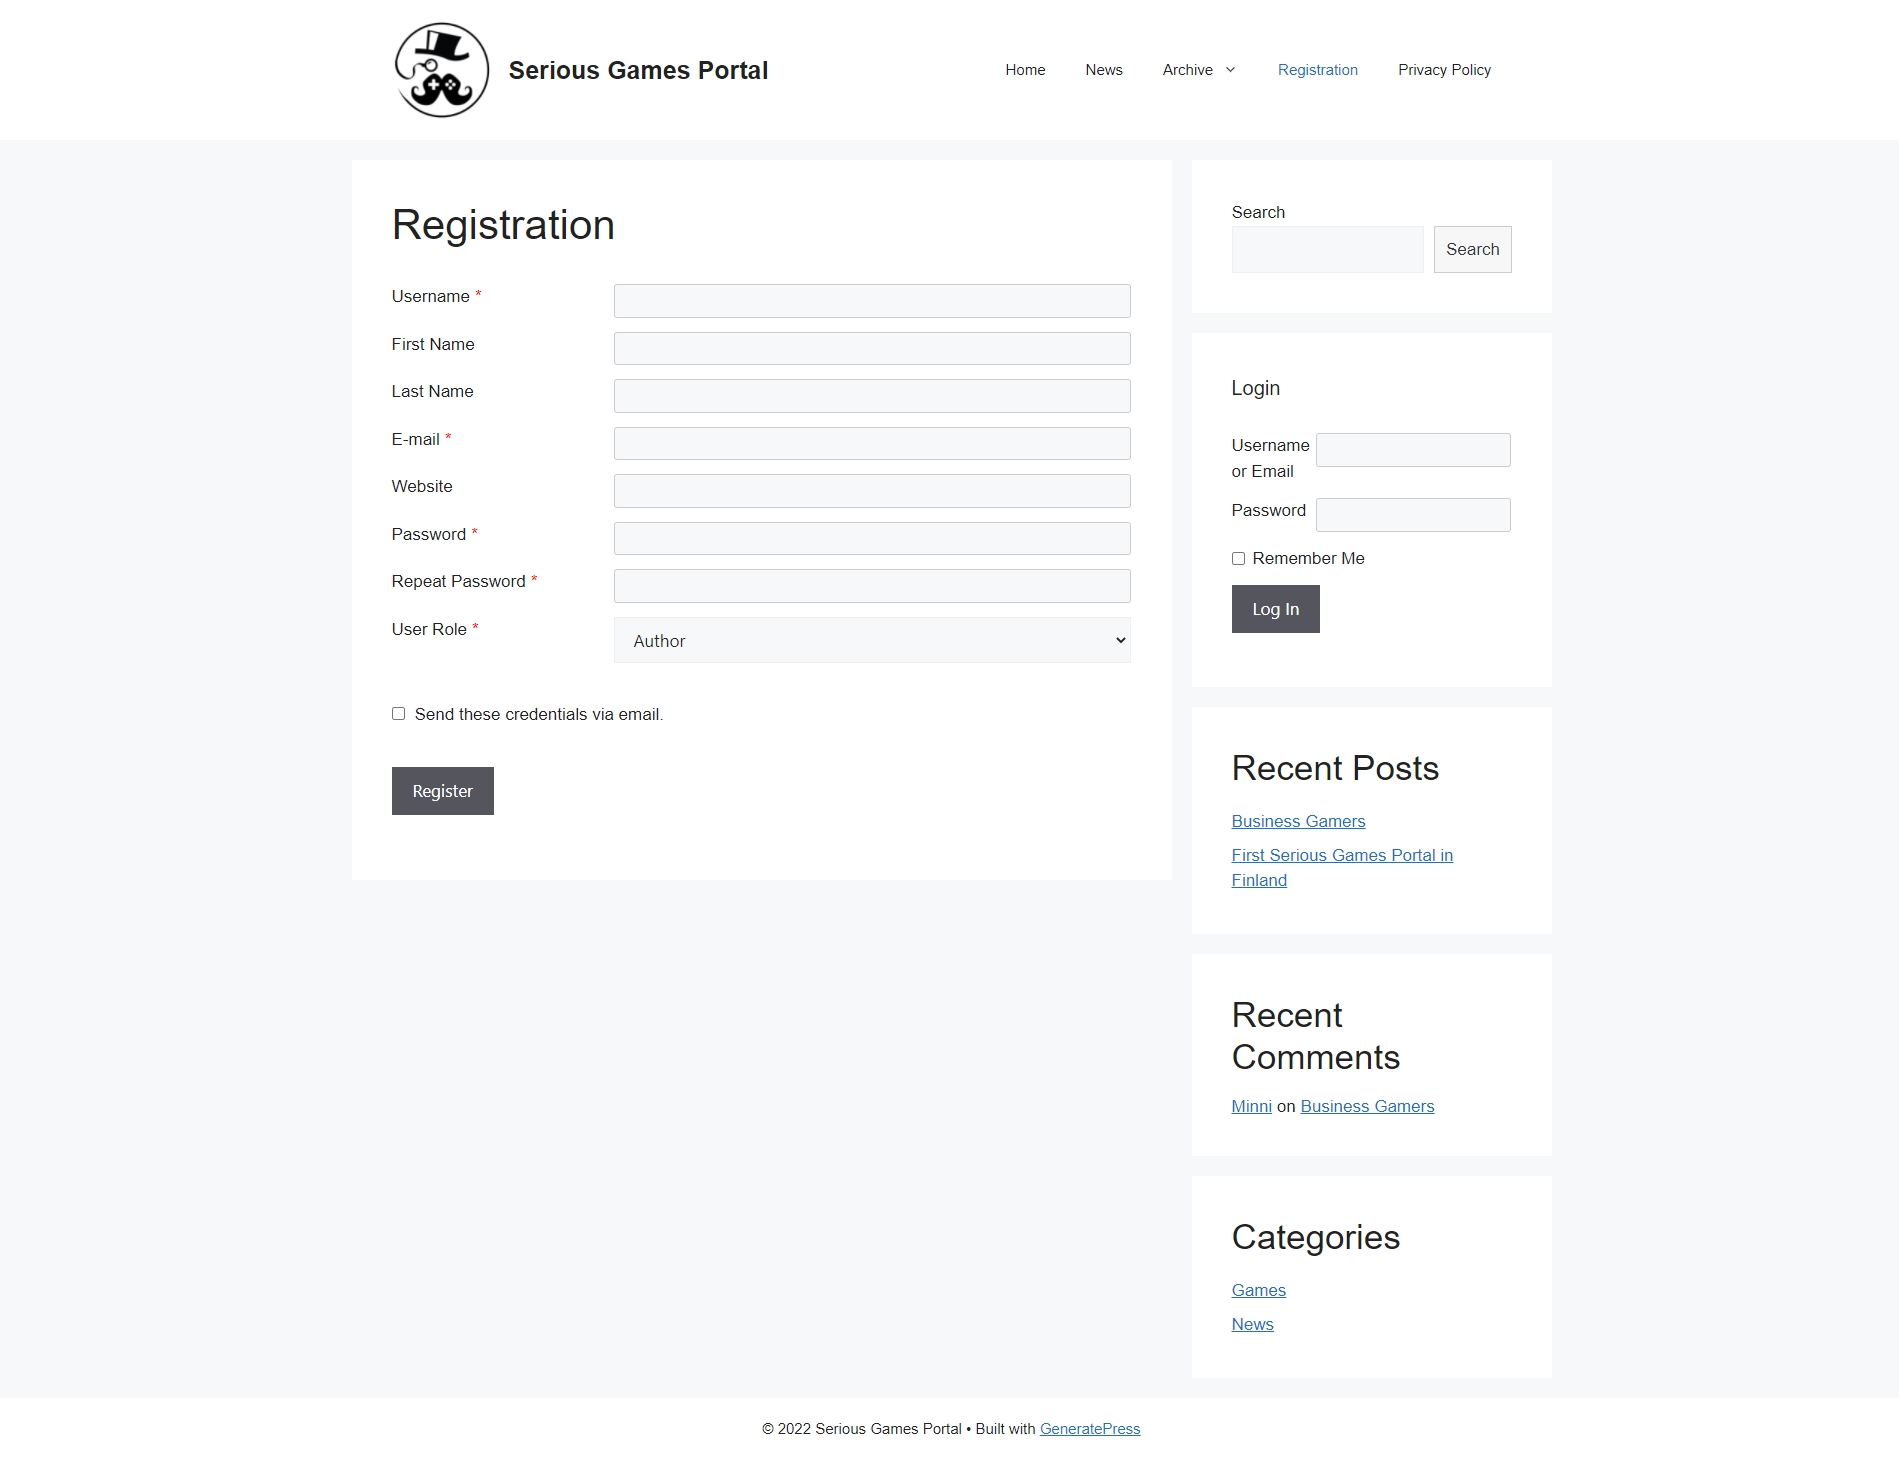 Serious Games Portal
Home News Archive Registration Privacy Policy
Registration
Username *
First Name
Last Name
E-mail *
Website
Password *
Repeat Password *
User Role *
Author
Send these credentials via email.
Register
Search
Search
Login
Username
or Email
Password
Remember Me
Log In
Recent Posts
Business Gamers
First Serious Games Portal in
Finland
Recent
Comments
Minni on Business Gamers
Categories
Games
News
© 2022 Serious Games Portal • Built with GeneratePress